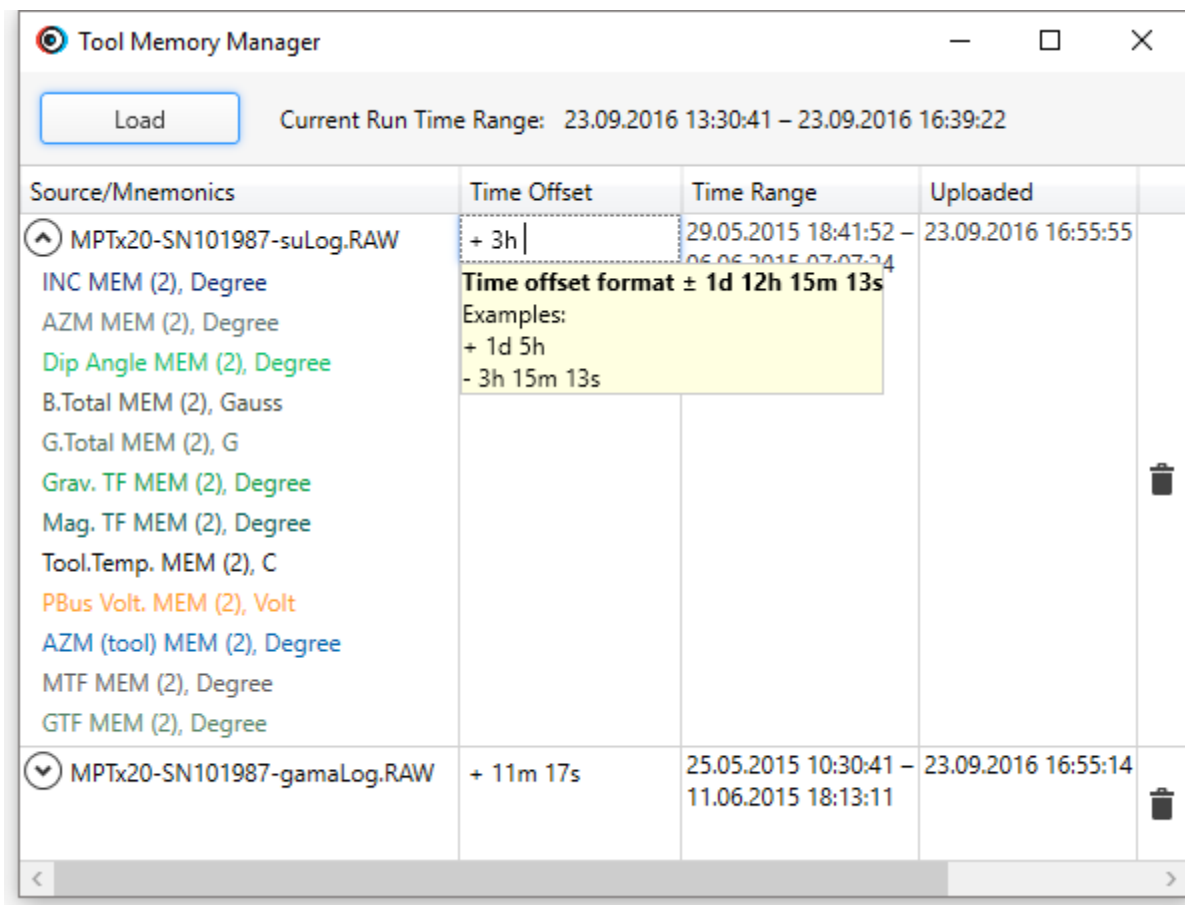 Tool Memory Manager
Load
Current Run Time Range: 23.09.2016 13:30:41 – 23.09.2016 16:39:22
Source/Mnemonics Time Offset Time Range Uploaded
MPTx20-SN101987-suLog.RAW + 3h 29.05.2015 18:41:52 – 23.09.2016 16:55:55
06.06.2015 07:07:24
INC MEM (2), Degree
AZM MEM (2), Degree
Dip Angle MEM (2), Degree
B.Total MEM (2), Gauss
G.Total MEM (2), G
Grav. TF MEM (2), Degree
Mag. TF MEM (2), Degree
Tool.Temp. MEM (2), C
PBus Volt. MEM (2), Volt
AZM (tool) MEM (2), Degree
MTF MEM (2), Degree
GTF MEM (2), Degree
Time offset format ± 1d 12h 15m 13s
Examples:
+ 1d 5h
- 3h 15m 13s
MPTx20-SN101987-gamaLog.RAW + 11m 17s 25.05.2015 10:30:41 – 23.09.2016 16:55:14
11.06.2015 18:13:11